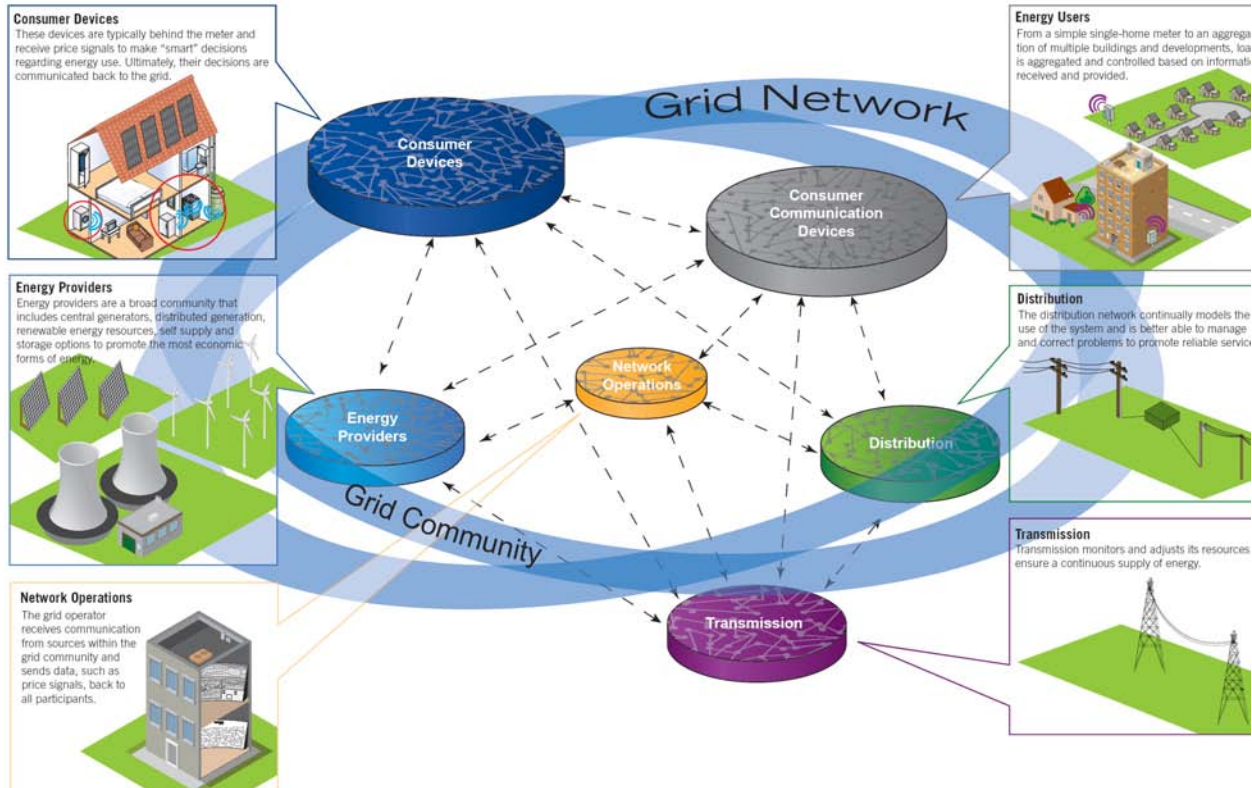 Consumer Devices
These devices are typically behind the meter and
receive price signals to make “smart” decisions
regarding energy use. Ultimately, their decisions are
communicated back to the grid.
Energy Providers
Energy providers are a broad community that
includes central generators, distributed generation,
renewable energy resources, self supply and
storage options to promote the most economic
forms of energy.
Network Operations
The grid operator
receives communication
from sources within the
grid community and
sends data, such as
price signals, back to
all participants.
Grid Network
Consumer
Devices
Consumer
Communication
Devices
Network
Operations
Energy
Providers
Distribution
Grid Community
Transmission
Energy Users
From a simple single-home meter to an aggrega
tion of multiple buildings and developments, loa
is aggregated and controlled based on informatio
received and provided.
Distribution
The distribution network continually models the
use of the system and is better able to manage
and correct problems to promote reliable service
Transmission
Transmission monitors and adjusts its resources
ensure a continuous supply of energy.